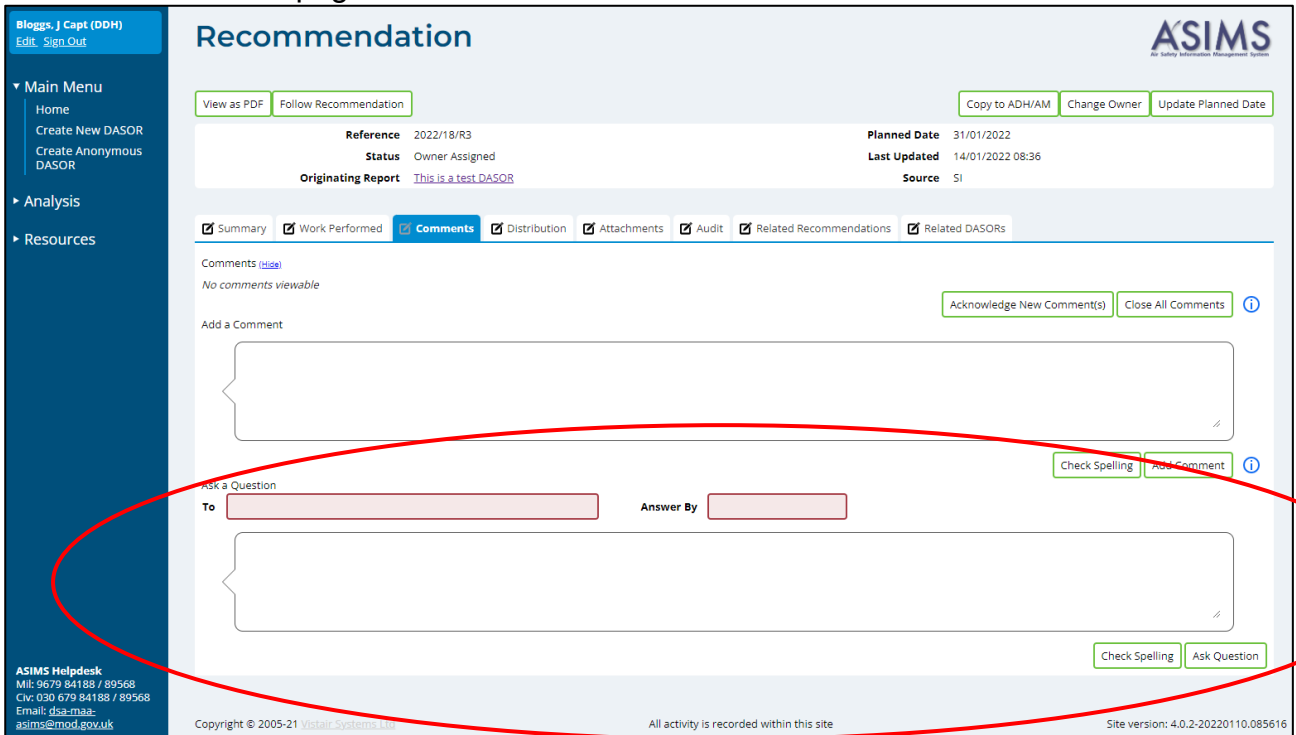 Bloggs, J Capt (DDH)
Edit Sign Out
Main Menu
Home
Create New DASOR
Create Anonymous
DASOR
Analysis
Resources
ASIMS Helpdesk
Mil: 9679 84188 / 89568
Civ: 030 679 84188 / 89568
Email: dsa-maa-
asims@mod.gov.uk
Recommendation
ASIMS
Air Safety Information Management System
View as PDF Follow Recommendation Copy to ADH/AM Change Owner Update Planned Date
Reference 2022/18/R3 Planned Date 31/01/2022
Status Owner Assigned Last Updated 14/01/2022 08:36
Originating Report This is a test DASOR Source SI
Summary Work Performed Comments Distribution Attachments Audit Related Recommendations Related DASORs
Comments (Hide)
No comments viewable
Acknowledge New Comment(s) Close All Comments
Add a Comment
Check Spelling Add Comment
Ask a Question
To Answer By
Check Spelling Ask Question
Copyright © 2005-21 Vistair Systems Ltd All activity is recorded within this site Site version: 4.0.2-20220110.085616